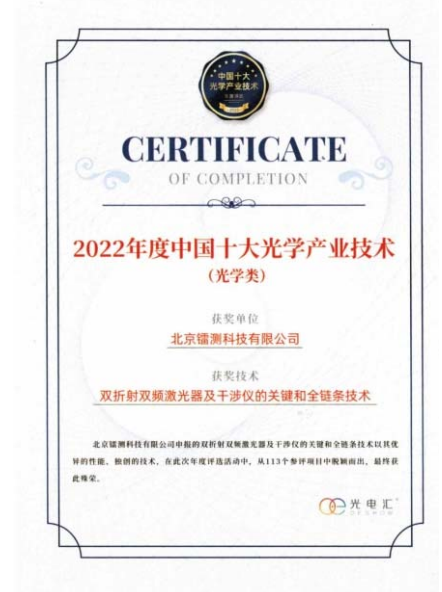 中国十大
光学产业技术
CERTIFICATE
OF COMPLETION
2022年度中国十大光学产业技术
(光学类)
获奖单位
北京镭测科技有限公司
获奖技术
双折射双频激光器及干涉仪的关键和全链条技术
北京镭测科技有限公司申报的双折射双频激光器及干涉仪的关键和全链条技术以其优
异的性能、独创的技术，在此次年度评选活动中，从113个参评项目中脱颖而出，最终获
此殊荣。
光电汇
OESHOW